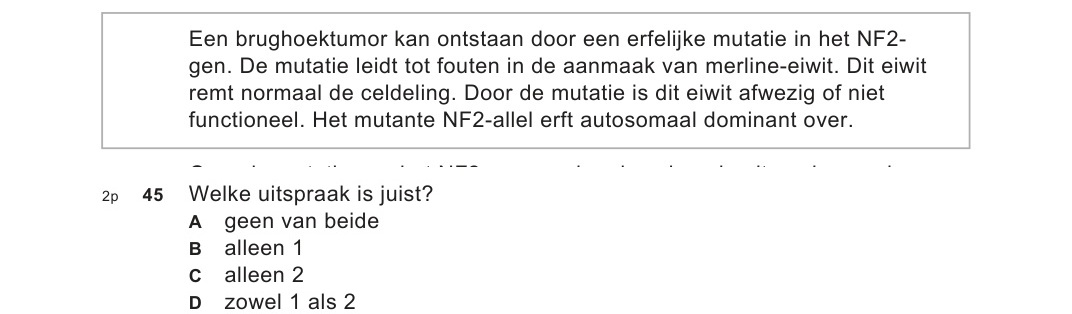 Een brughoektumor kan ontstaan door een erfelijke mutatie in het NF2-
gen. De mutatie leidt tot fouten in de aanmaak van merline-eiwit. Dit eiwit
remt normaal de celdeling. Door de mutatie is dit eiwit afwezig of niet
functioneel. Het mutante NF2-allel erft autosomaal dominant over.
2p 45 Welke uitspraak is juist?
A geen van beide
B alleen 1
C alleen 2
D zowel 1 als 2